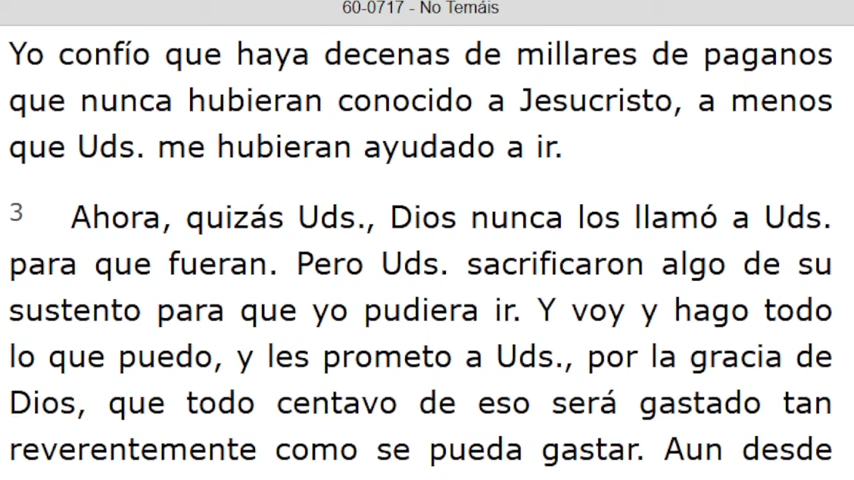 60-0717 - No Temáis
Yo confío que haya decenas de millares de paganos
que nunca hubieran conocido a Jesucristo, a menos
que Uds. me hubieran ayudado a ir.
3 Ahora, quizás Uds., Dios nunca los llamó a Uds.
para que fueran. Pero Uds. sacrificaron algo de su
sustento para que yo pudiera ir. Y voy y hago todo
lo que puedo, y les prometo a Uds., por la gracia de
Dios, que todo centavo de eso será gastado tan
reverentemente como se pueda gastar. Aun desde